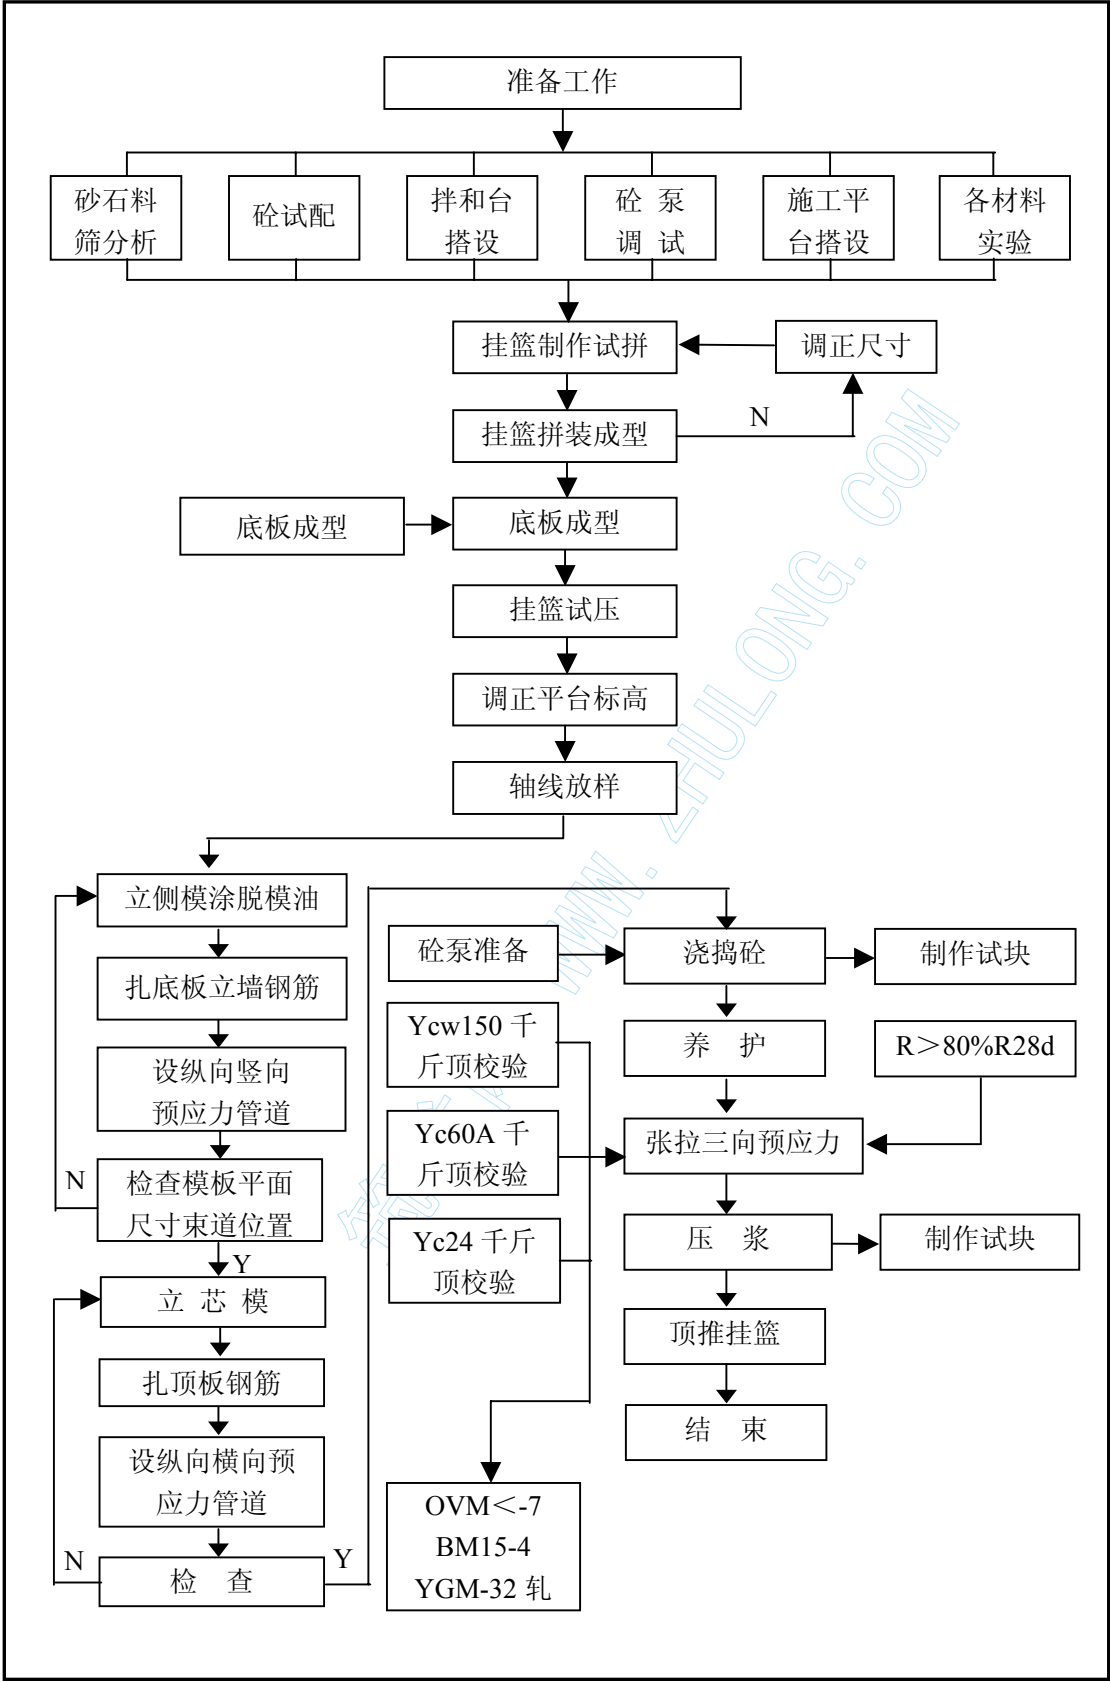 准备工作
砂石料
筛分析
砼试配
拌和台
搭设
砼 泵
调 试
施工平
台搭设
各材料
实验
挂篮制作试拼
调正尺寸
挂篮拼装成型
N
底板成型
底板成型
挂篮试压
调正平台标高
轴线放样
立侧模涂脱模油
扎底板立墙钢筋
设纵向竖向
预应力管道
N
检查模板平面
尺寸束道位置
Y
立 芯 模
扎顶板钢筋
设纵向横向预
应力管道
N
检 查
Y
砼泵准备
浇捣砼
制作试块
Ycw150 千
斤顶校验
养 护
R＞80%R28d
Yc60A 千
斤顶校验
张拉三向预应力
Yc24 千斤
顶校验
压 浆
制作试块
顶推挂篮
结 束
OVM＜-7
BM15-4
YGM-32 轧
WWW.ZHULONG.COM